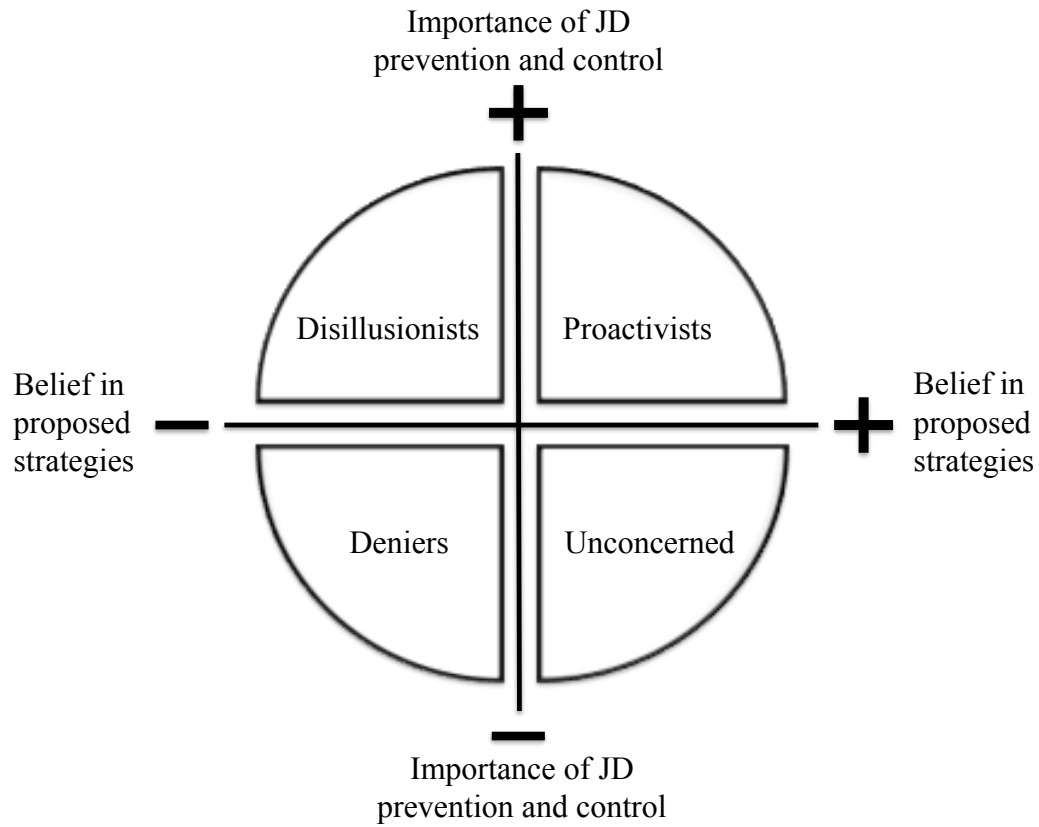 Importance of JD
prevention and control
+
Disillusionists
Proactivists
Belief in
proposed
strategies
−
+
Belief in
proposed
strategies
Deniers
Unconcerned
−
Importance of JD
prevention and control